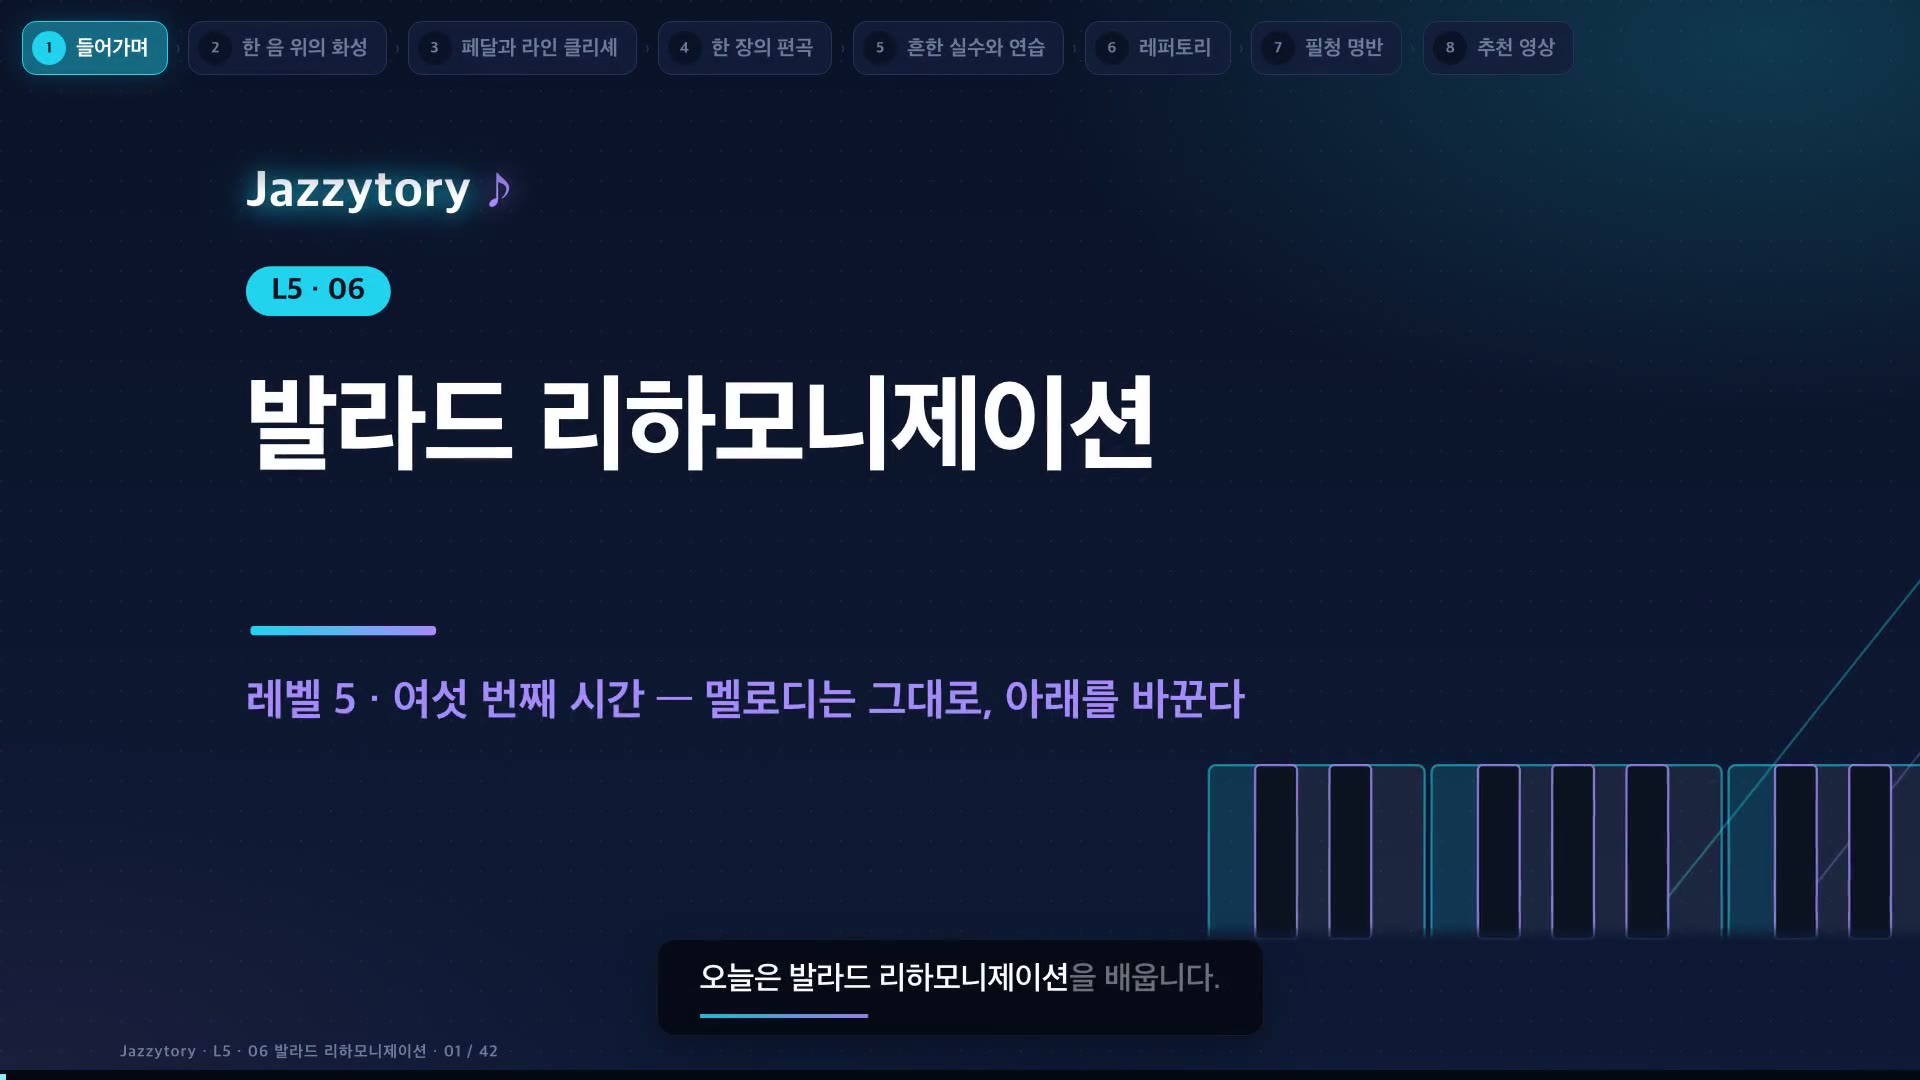 1 들어가며
2 한 음 위의 화성
3 페달과 라인 클리셰
4 한 장의 편곡
5 흔한 실수와 연습
6 레퍼토리
7 필청 명반
8 추천 영상
Jazzytory ♪
L5 · 06
발라드 리하모니제이션
레벨 5 · 여섯 번째 시간 — 멜로디는 그대로, 아래를 바꾼다
오늘은 발라드 리하모니제이션을 배웁니다.
Jazzytory · L5 · 06 발라드 리하모니제이션 · 01 / 42